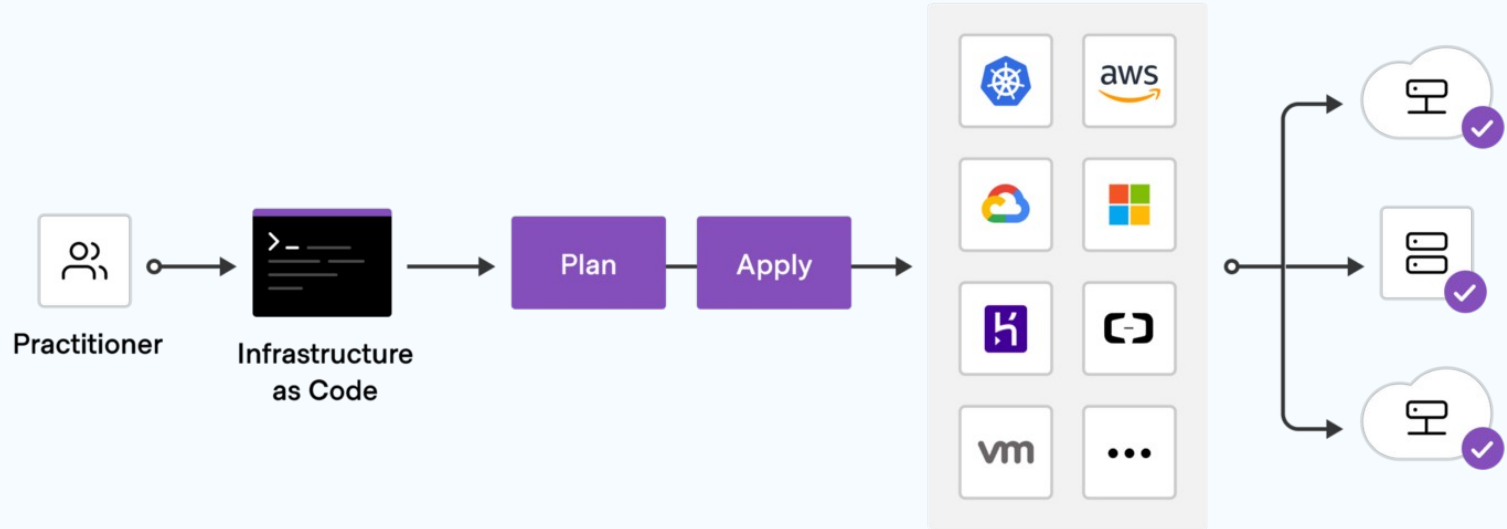 Practitioner
Infrastructure
as Code
Plan
Apply
aws
vm